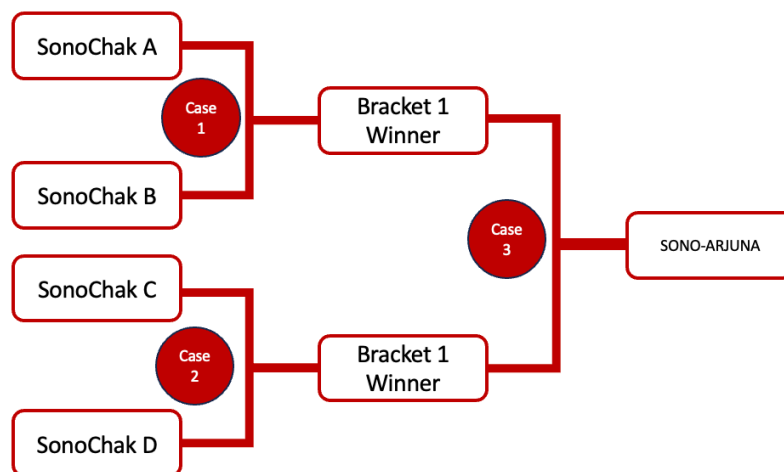 SonoChak A
Case
1
SonoChak B
Bracket 1
Winner
SonoChak C
Case
2
SonoChak D
Bracket 1
Winner
Case
3
SONO-ARJUNA